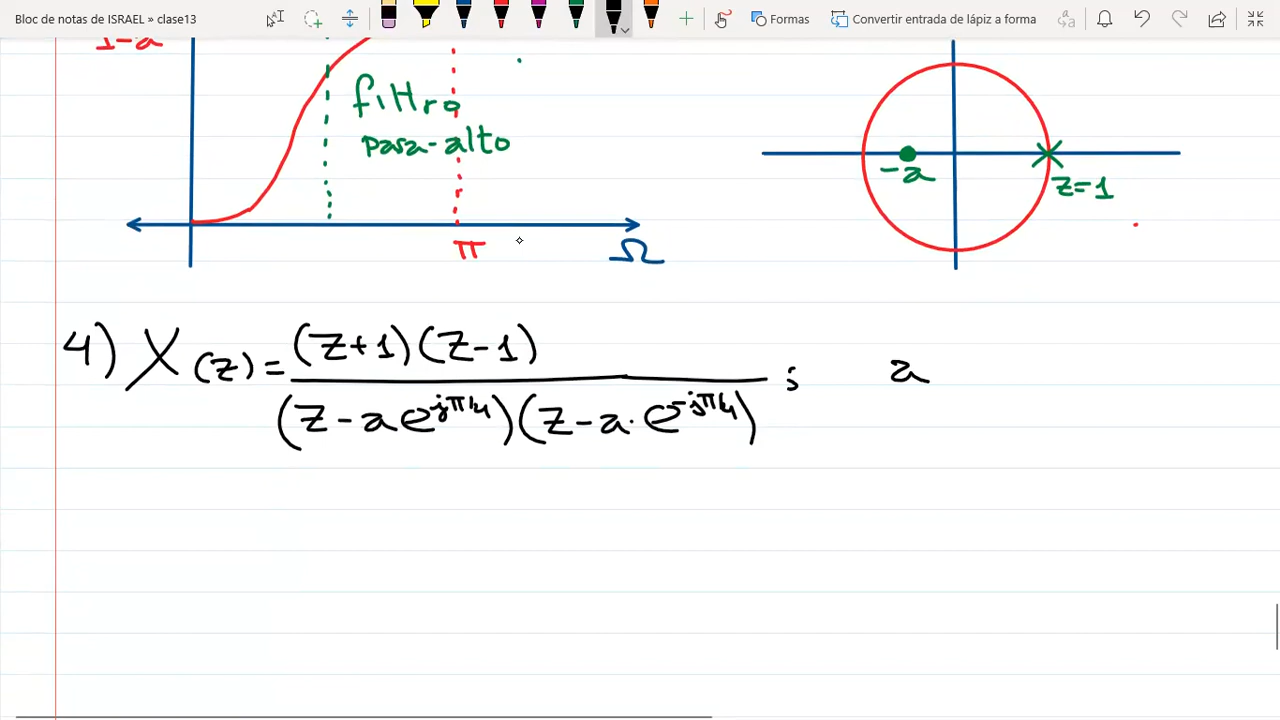 Bloc de notas de ISRAEL » clase13
Formas
Convertir entrada de lápiz a forma
1-a
filtro
pasa-alto
π
Ω
-a
z=1
4) X(z)= (z+1)(z-1)
(z-ae^{jπ/4})(z-a·e^{-jπ/4})
;
a